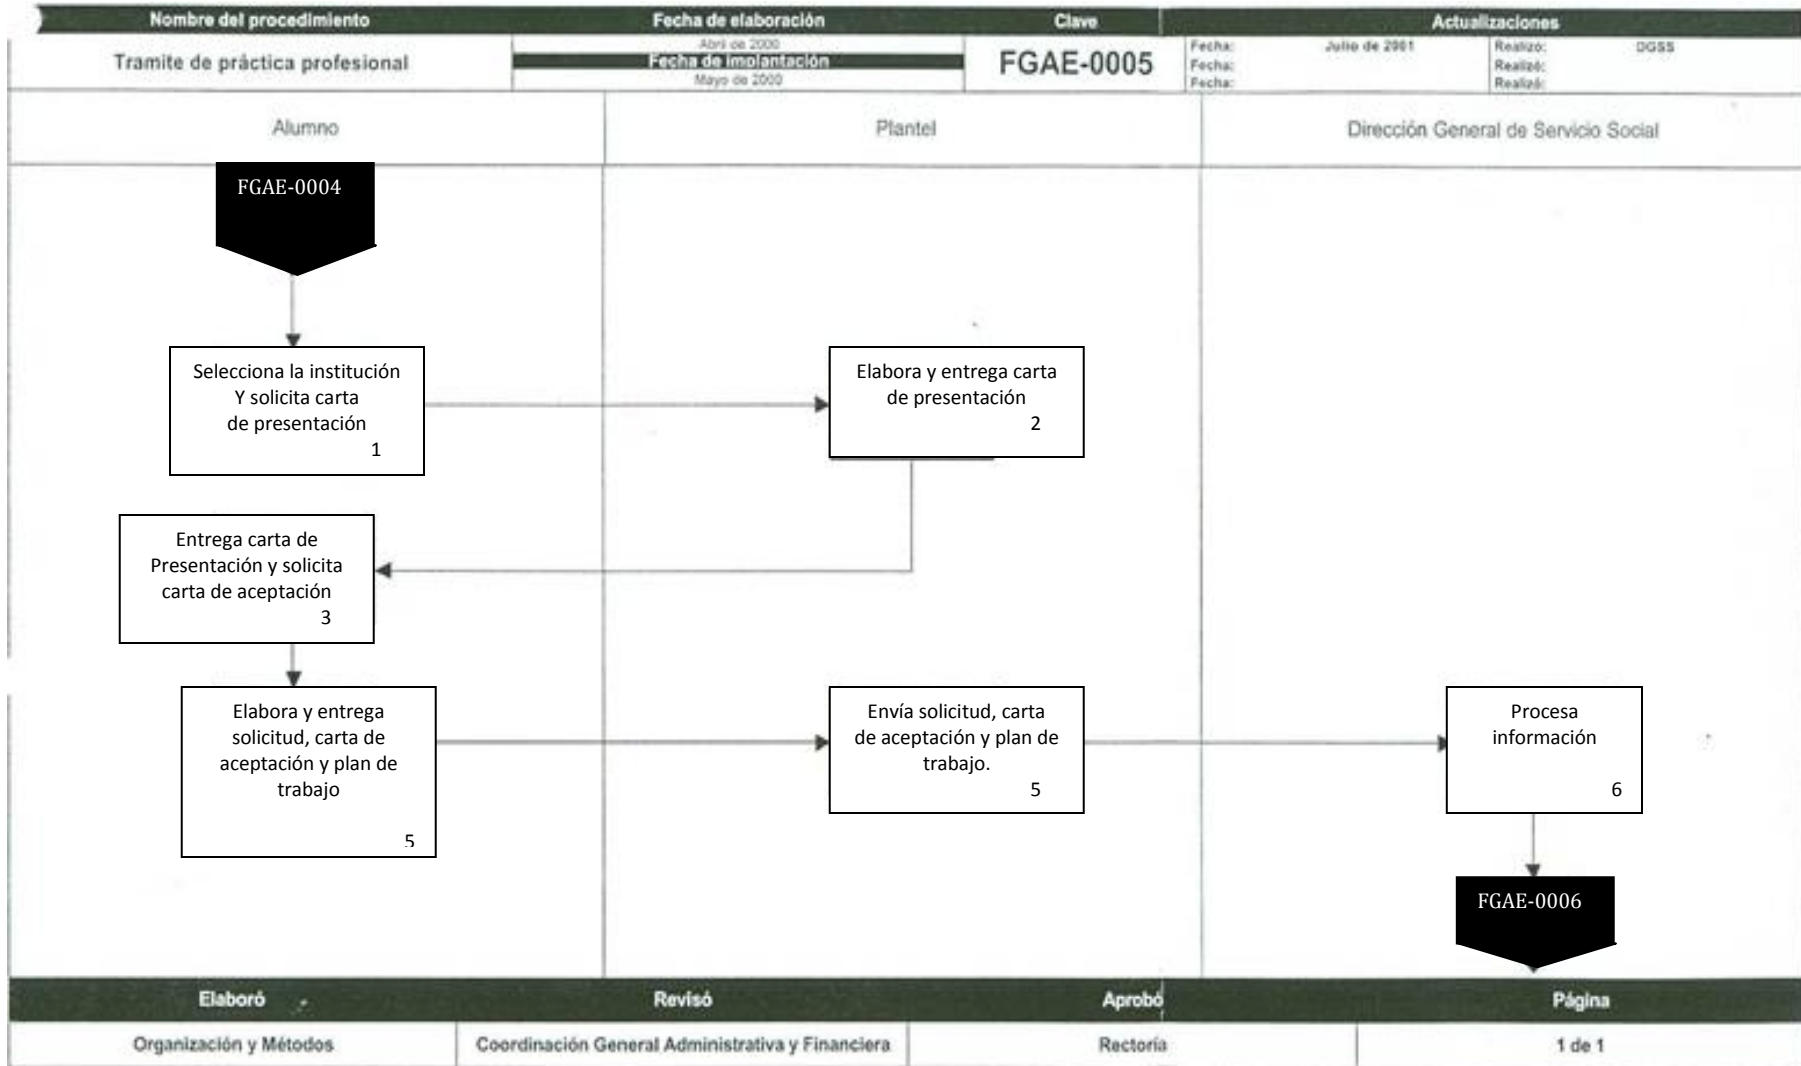 Nombre del procedimiento
Fecha de elaboración
Clave
Actualizaciones
Tramite de práctica profesional
Abril de 2000
Fecha de implantación
Mayo de 2000
FGAE-0005
Fecha: Julio de 2001 Realizo: DGSS
Fecha: Realizó:
Fecha: Realizó:
Alumno
Plantel
Dirección General de Servicio Social
FGAE-0004
Selecciona la institución
Y solicita carta
de presentación
1
Elabora y entrega carta
de presentación
2
Entrega carta de
Presentación y solicita
carta de aceptación
3
Elabora y entrega
solicitud, carta de
aceptación y plan de
trabajo
5
Envía solicitud, carta
de aceptación y plan de
trabajo.
5
Procesa
información
6
FGAE-0006
Elaboró
Revisó
Aprobó
Página
Organización y Métodos
Coordinación General Administrativa y Financiera
Rectoría
1 de 1